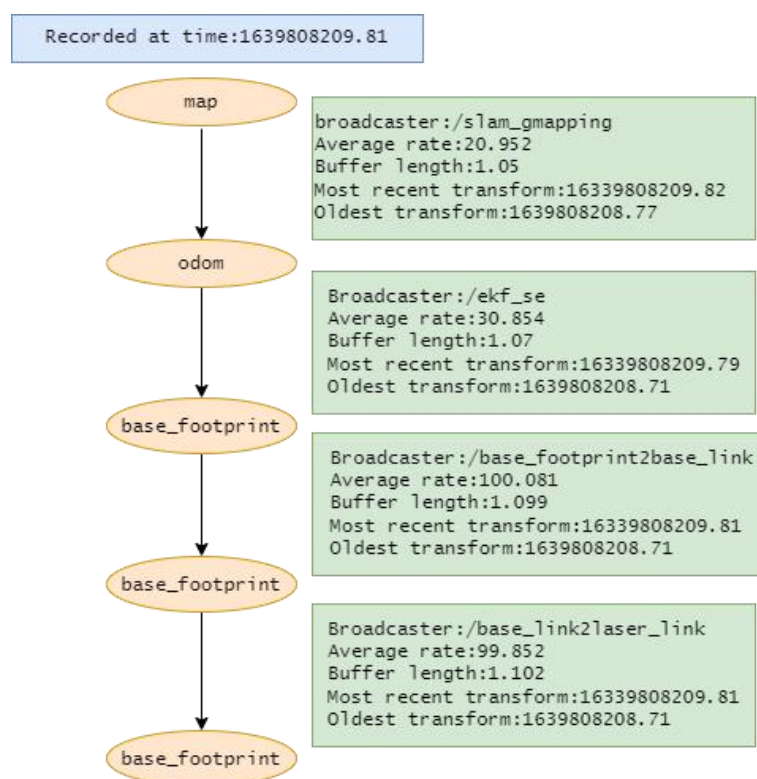 Recorded at time:1639808209.81
map
broadcaster:/slam_gmapping
Average rate:20.952
Buffer length:1.05
Most recent transform:16339808209.82
Oldest transform:1639808208.77
odom
Broadcaster:/ekf_se
Average rate:30.854
Buffer length:1.07
Most recent transform:16339808209.79
Oldest transform:1639808208.71
base_footprint
Broadcaster:/base_footprint2base_link
Average rate:100.081
Buffer length:1.099
Most recent transform:16339808209.81
Oldest transform:1639808208.71
base_footprint
Broadcaster:/base_link2laser_link
Average rate:99.852
Buffer length:1.102
Most recent transform:16339808209.81
Oldest transform:1639808208.71
base_footprint